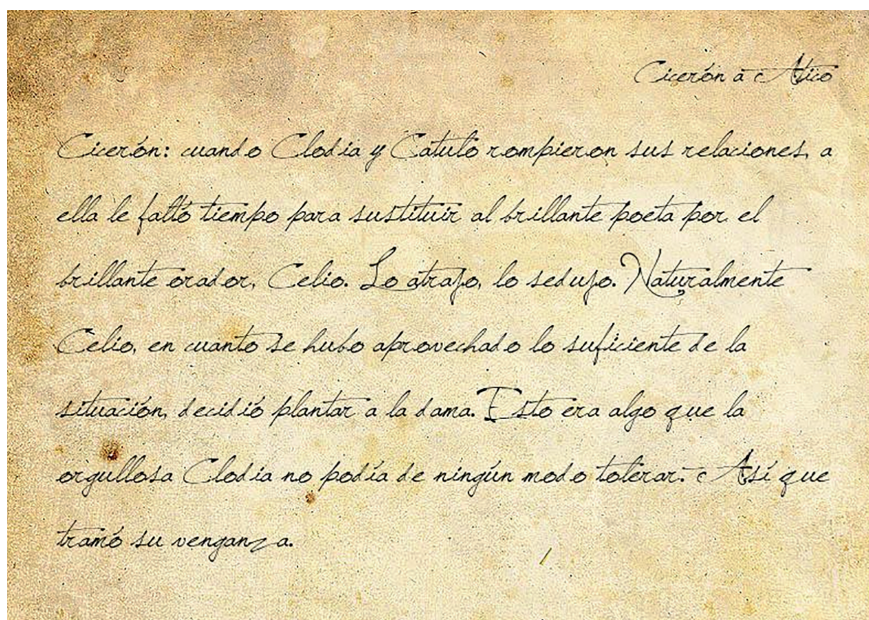 Cicerón a Ático
Cicerón: cuando Clodia y Catulo rompieron sus relaciones, a
ella le faltó tiempo para sustituir al brillante poeta por el
brillante orador, Celio. Lo atrajo, lo sedujo. Naturalmente
Celio, en cuanto se hubo aprovechado lo suficiente de la
situación, decidió plantar a la dama. Esto era algo que la
orgullosa Clodia no podía de ningún modo tolerar. Así que
tramó su venganza.